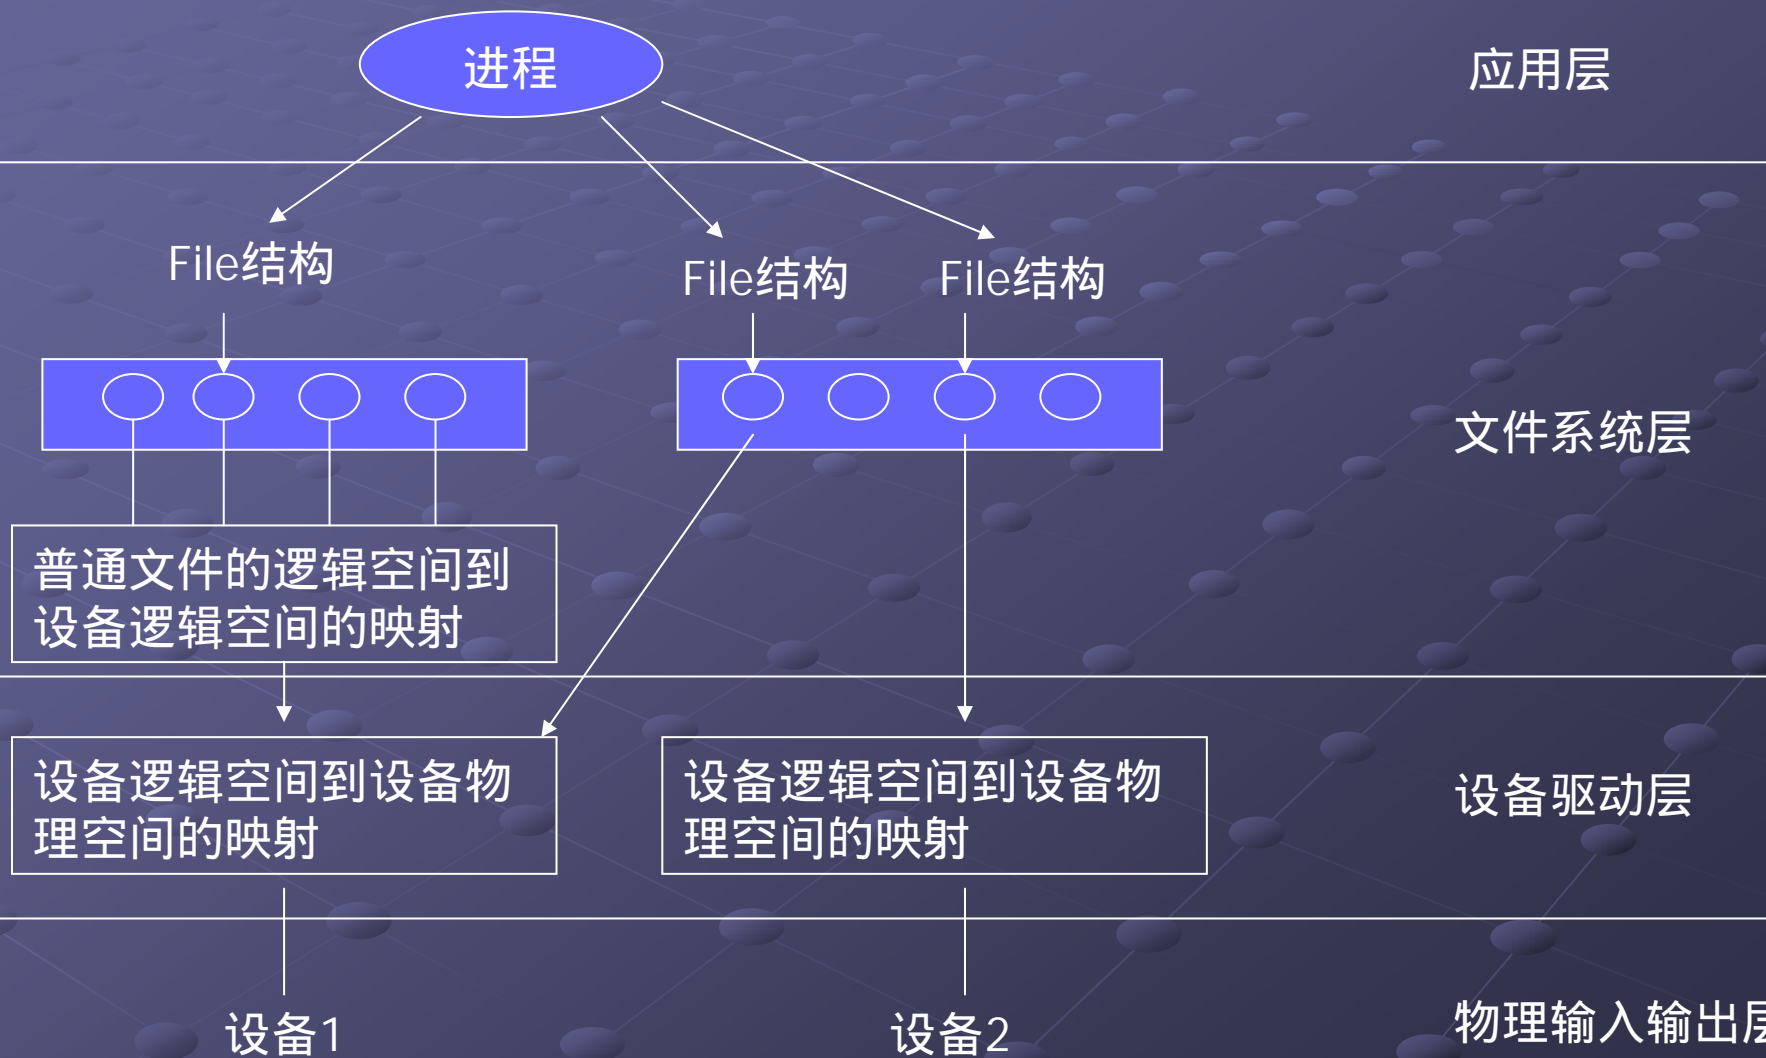 进程
应用层
File结构
File结构
File结构
文件系统层
普通文件的逻辑空间到
设备逻辑空间的映射
设备逻辑空间到设备物
理空间的映射
设备逻辑空间到设备物
理空间的映射
设备驱动层
设备1
设备2
物理输入输出层